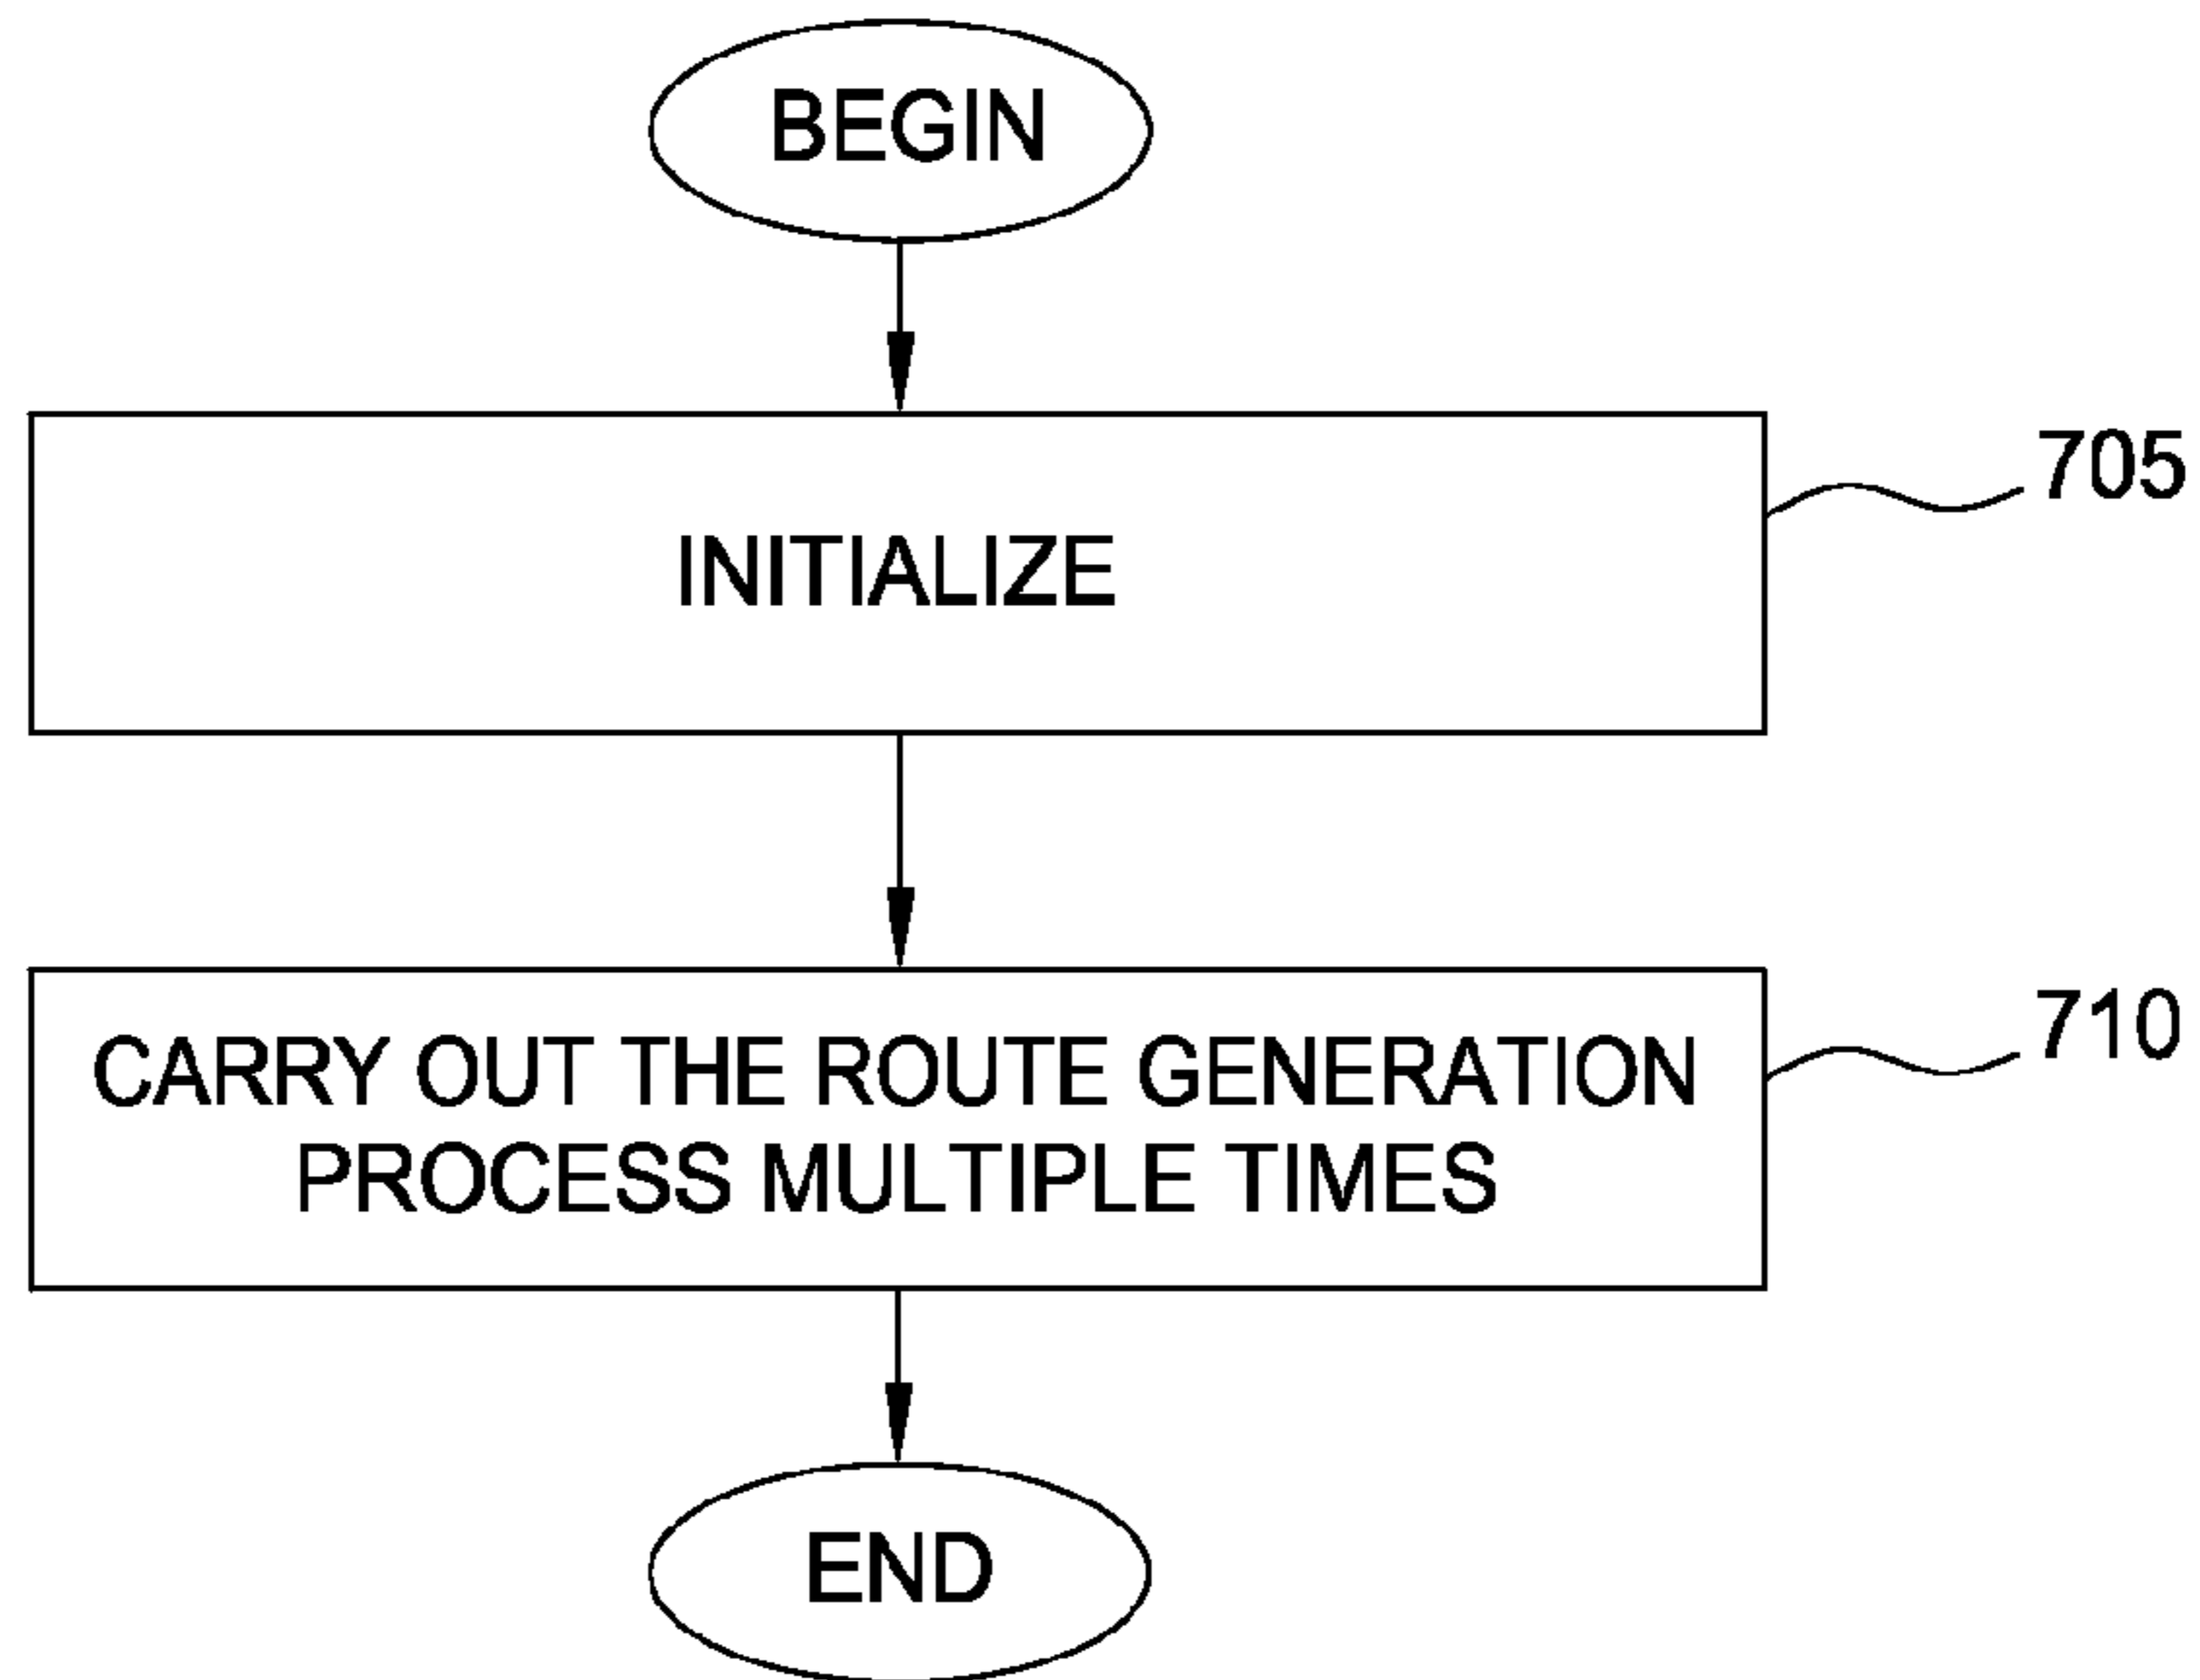 BEGIN
INITIALIZE
705
CARRY OUT THE ROUTE GENERATION
PROCESS MULTIPLE TIMES
710
END